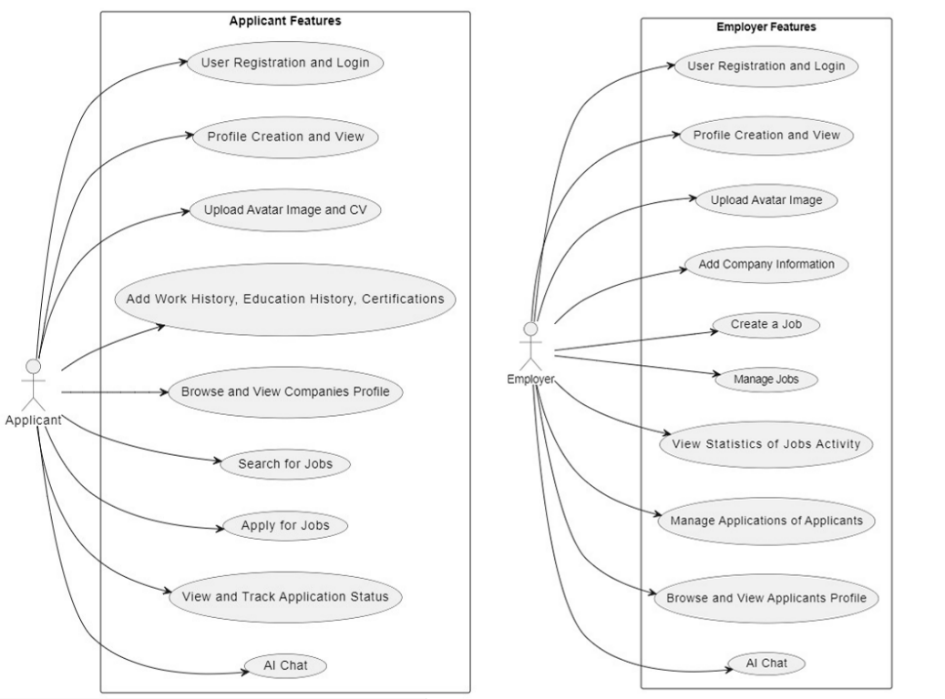 Applicant Features
User Registration and Login
Profile Creation and View
Upload Avatar Image and CV
Add Work History, Education History, Certifications
Browse and View Companies Profile
Applicant
Search for Jobs
Apply for Jobs
View and Track Application Status
AI Chat
Employer Features
User Registration and Login
Profile Creation and View
Upload Avatar Image
Add Company Information
Create a Job
Manage Jobs
Employer
View Statistics of Jobs Activity
Manage Applications of Applicants
Browse and View Applicants Profile
AI Chat